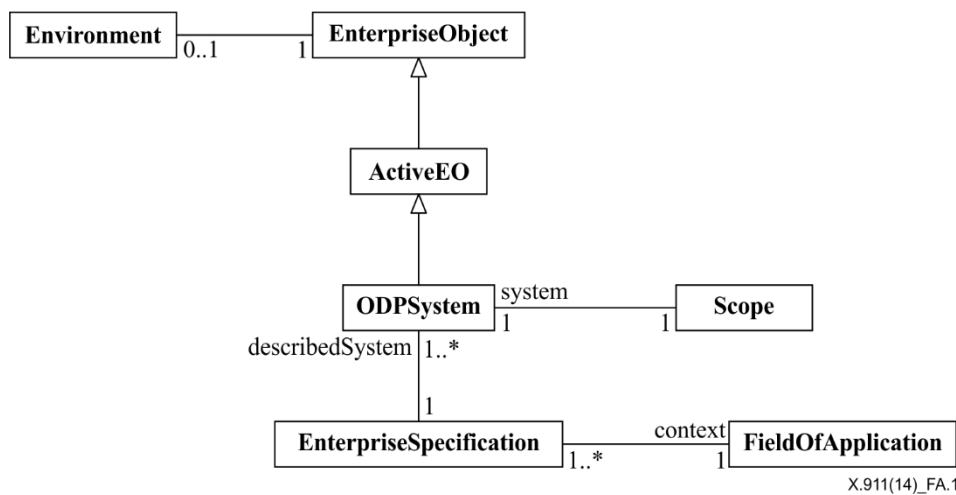 Environment
EnterpriseObject
0..1
1
ActiveEO
ODPSystem
system
Scope
1
1
describedSystem
1..*
1
EnterpriseSpecification
context
FieldOfApplication
1..*
1
X.911(14)_FA.1